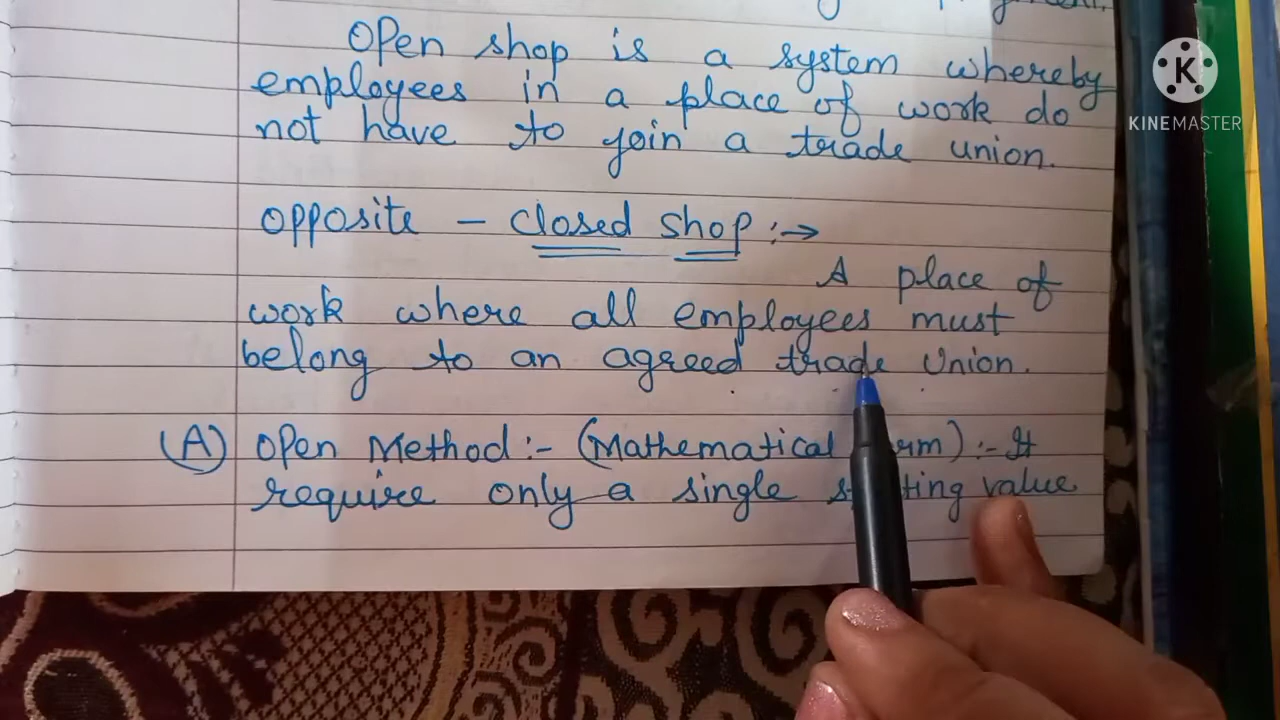 Open shop is a system whereby
employees in a place of work do
not have to join a trade union.
Opposite – closed shop :→
A place of
work where all employees must
belong to an agreed trade Union.
(A) Open Method :- (Mathematical ) :- It
require only a single value
KINEMASTER